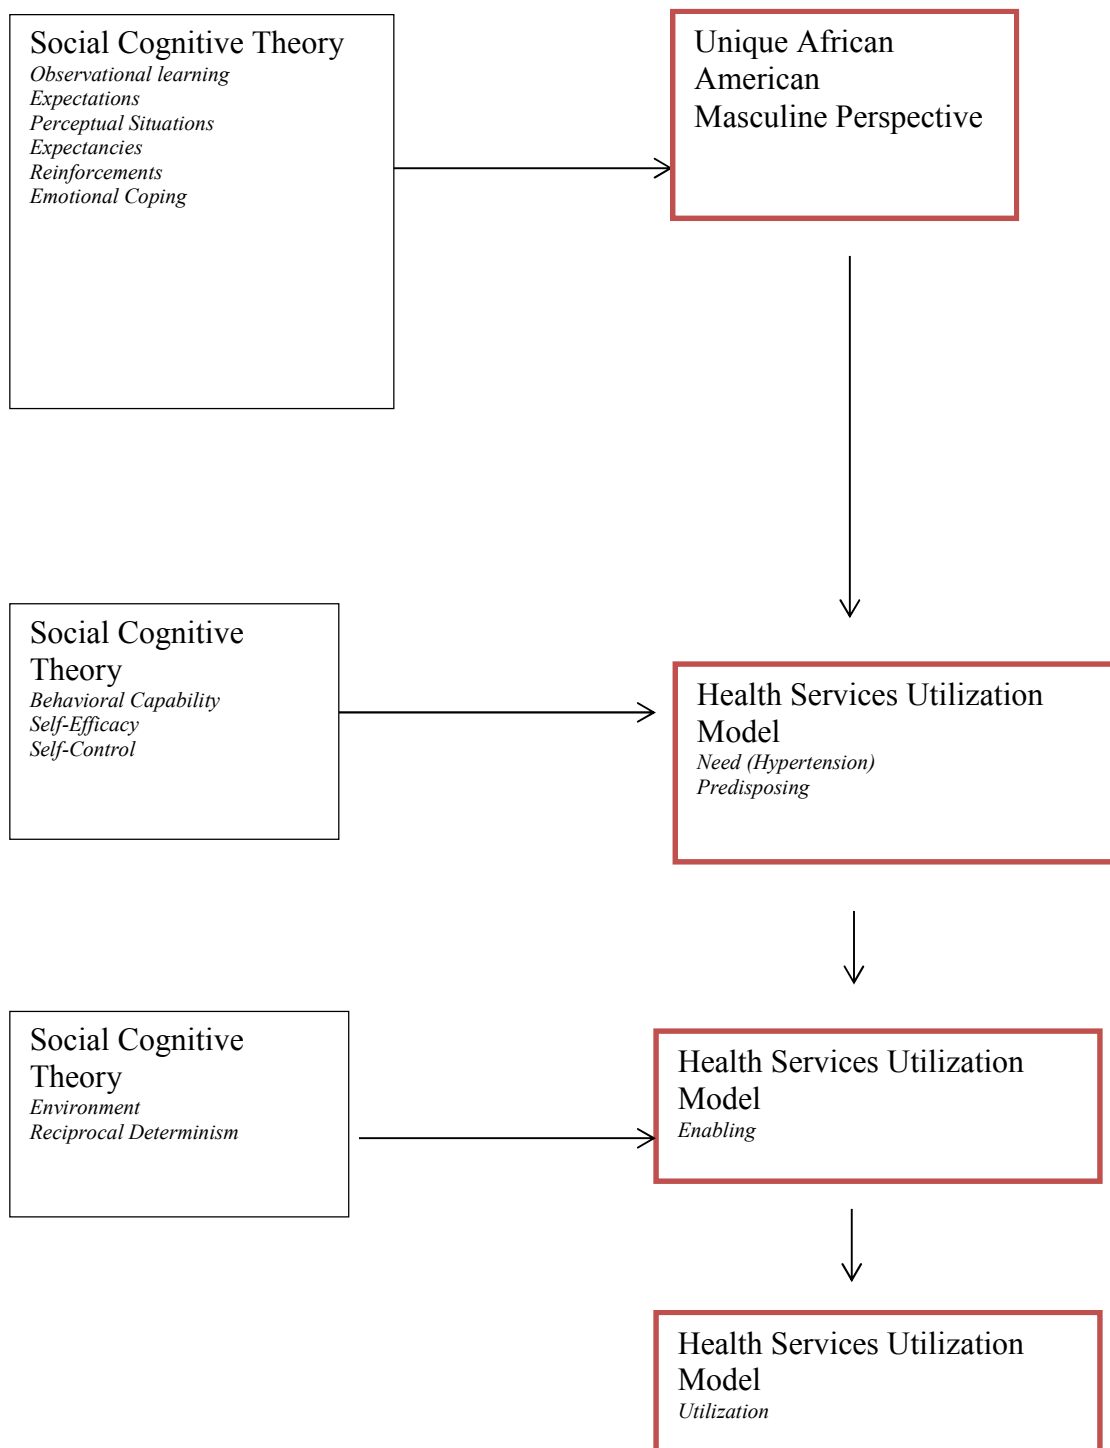 Social Cognitive Theory
Observational learning
Expectations
Perceptual Situations
Expectancies
Reinforcements
Emotional Coping
Unique African
American
Masculine Perspective
Social Cognitive
Theory
Behavioral Capability
Self-Efficacy
Self-Control
Health Services Utilization
Model
Need (Hypertension)
Predisposing
Social Cognitive
Theory
Environment
Reciprocal Determinism
Health Services Utilization
Model
Enabling
Health Services Utilization
Model
Utilization